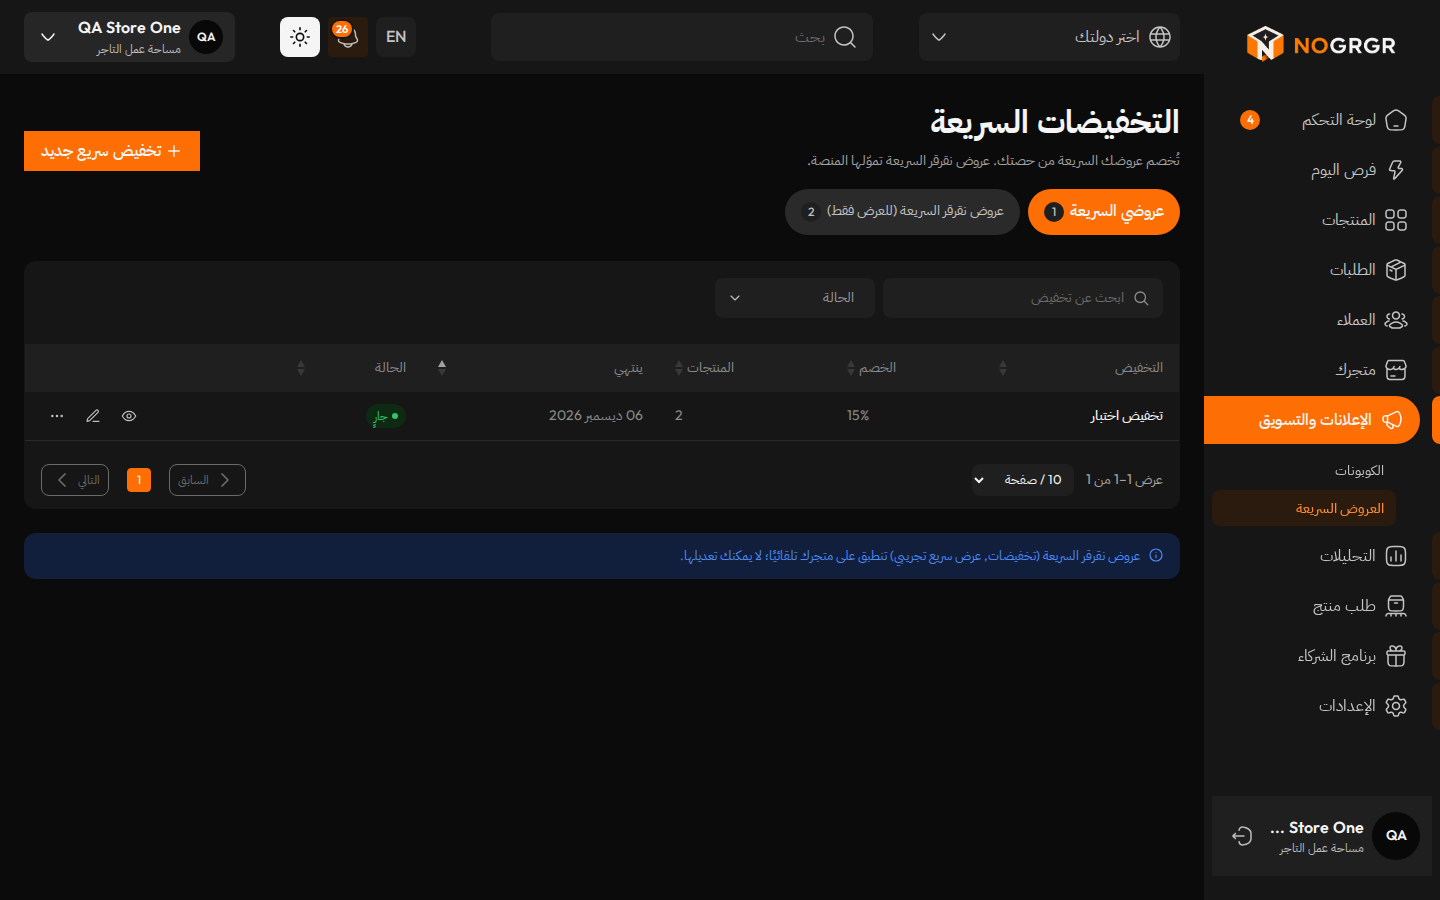 NOGRGR
اختر دولتك
بحث
EN
26
QA Store One
مساحة عمل التاجر
QA
لوحة التحكم
4
فرص اليوم
المنتجات
الطلبات
العملاء
متجرك
الإعلانات والتسويق
الكوبونات
العروض السريعة
التحليلات
طلب منتج
برنامج الشركاء
الإعدادات
QA
Store One ...
مساحة عمل التاجر
التخفيضات السريعة
تُخصم عروضك السريعة من حصتك. عروض نقرقر السريعة تموّلها المنصة.
تخفيض سريع جديد
عروضي السريعة 1
عروض نقرقر السريعة (للعرض فقط) 2
ابحث عن تخفيض
الحالة
التخفيض الخصم المنتجات ينتهي الحالة
تخفيض اختبار 15% 2 06 ديسمبر 2026 جارٍ
عرض 1–1 من 1
10 / صفحة
السابق
1
التالي
عروض نقرقر السريعة (تخفيضات, عرض سريع تجريبي) تنطبق على متجرك تلقائيًا؛ لا يمكنك تعديلها.